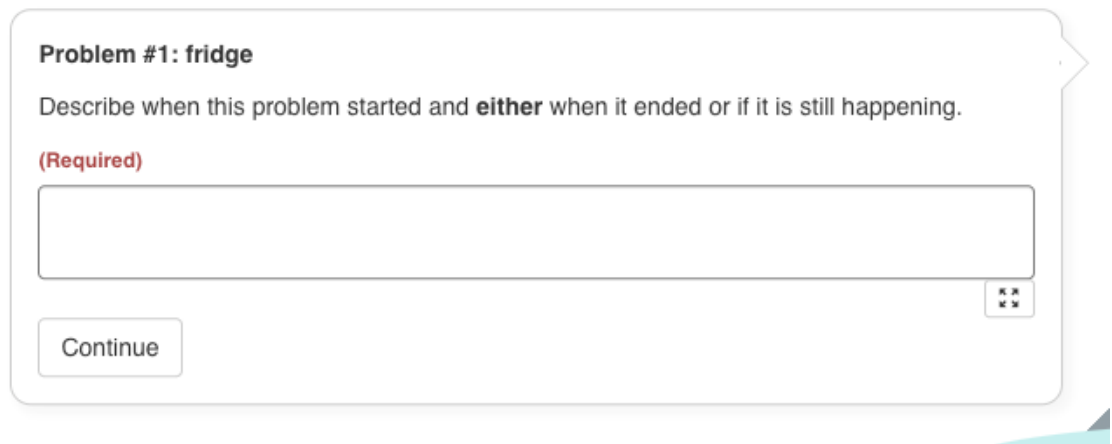 Problem #1: fridge
Describe when this problem started and either when it ended or if it is still happening.
(Required)
Continue